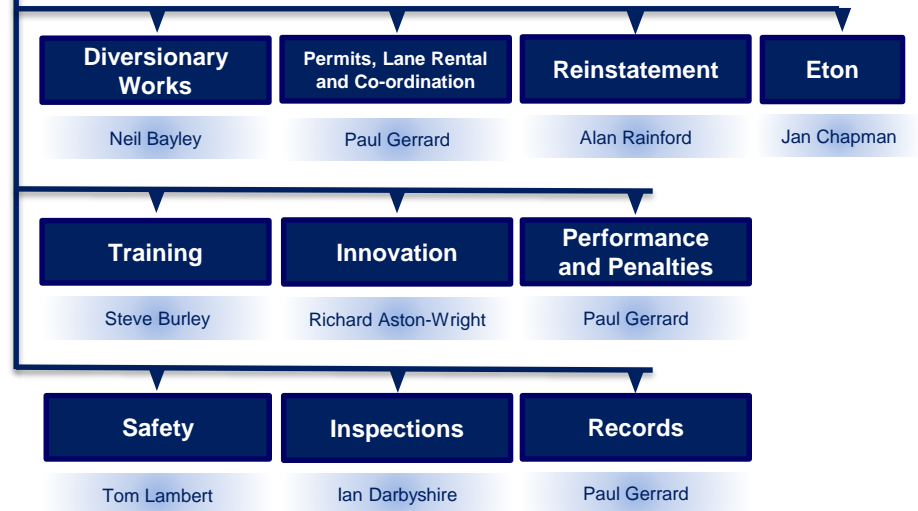 Diversionary
Works
Permits, Lane Rental
and Co-ordination
Reinstatement
Eton
Neil Bayley
Paul Gerrard
Alan Rainford
Jan Chapman
Training
Innovation
Performance
and Penalties
Steve Burley
Richard Aston-Wright
Paul Gerrard
Safety
Inspections
Records
Tom Lambert
Ian Darbyshire
Paul Gerrard